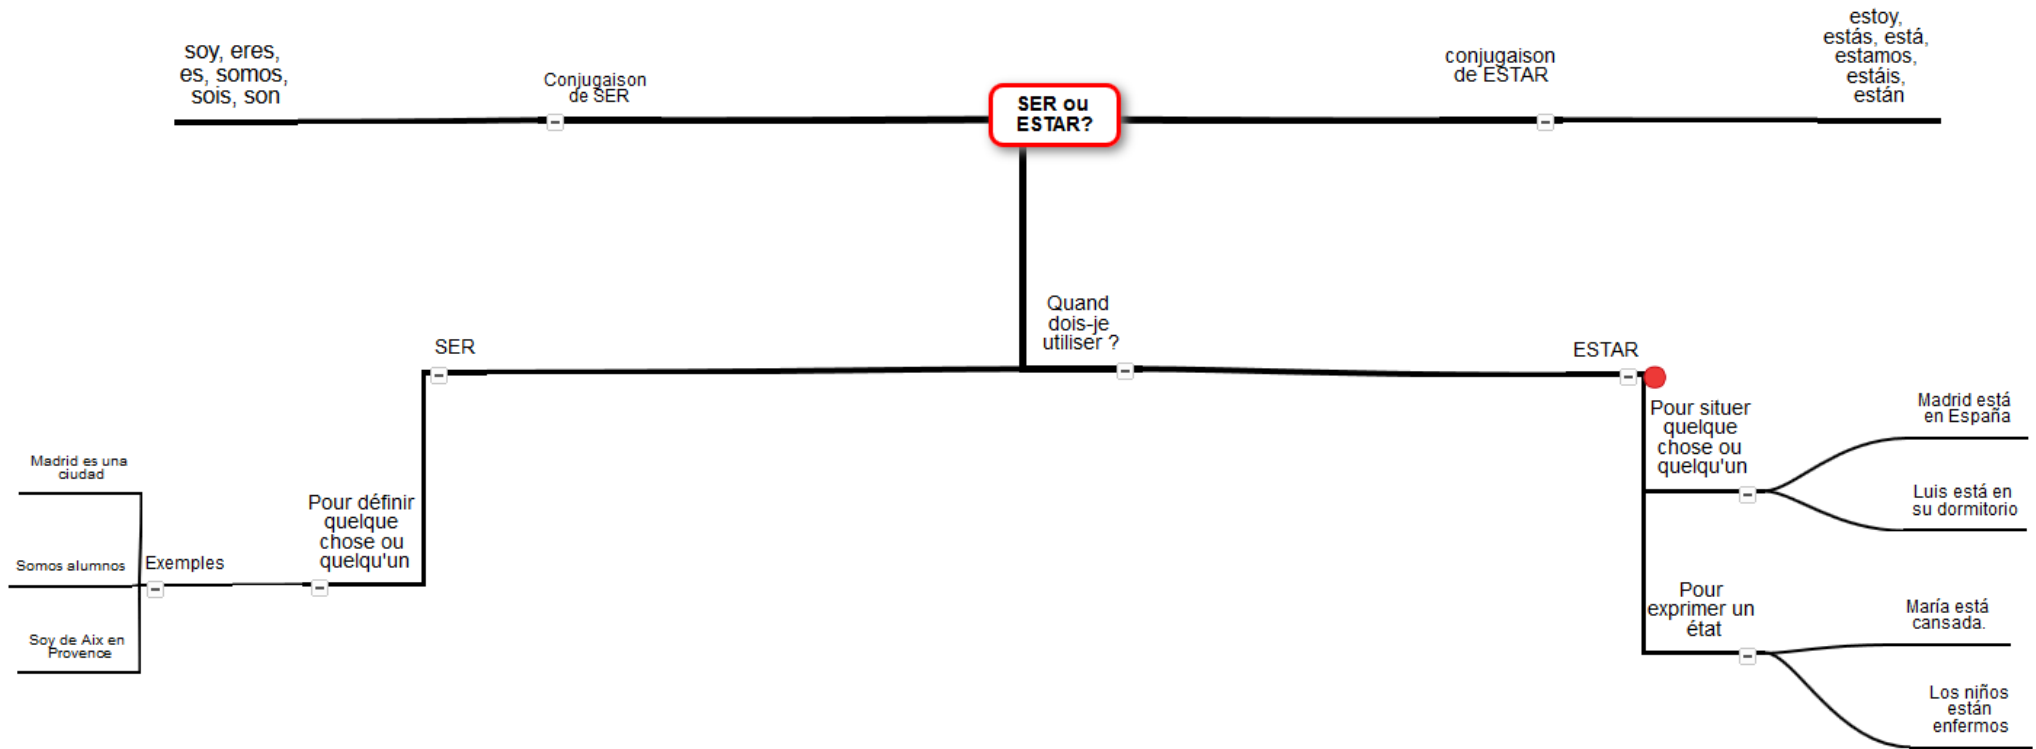 soy, eres,
es, somos,
sois, son
Conjugaison
de SER
SER ou
ESTAR?
conjugaison
de ESTAR
estoy,
estás, está,
estamos,
estáis,
están
Quand
dois-je
utiliser ?
SER
Pour définir
quelque
chose ou
quelqu'un
Exemples
Madrid es una
ciudad
Somos alumnos
Soy de Aix en
Provence
ESTAR
Pour situer
quelque
chose ou
quelqu'un
Madrid está
en España
Luis está en
su dormitorio
Pour
exprimer un
état
María está
cansada.
Los niños
están
enfermos